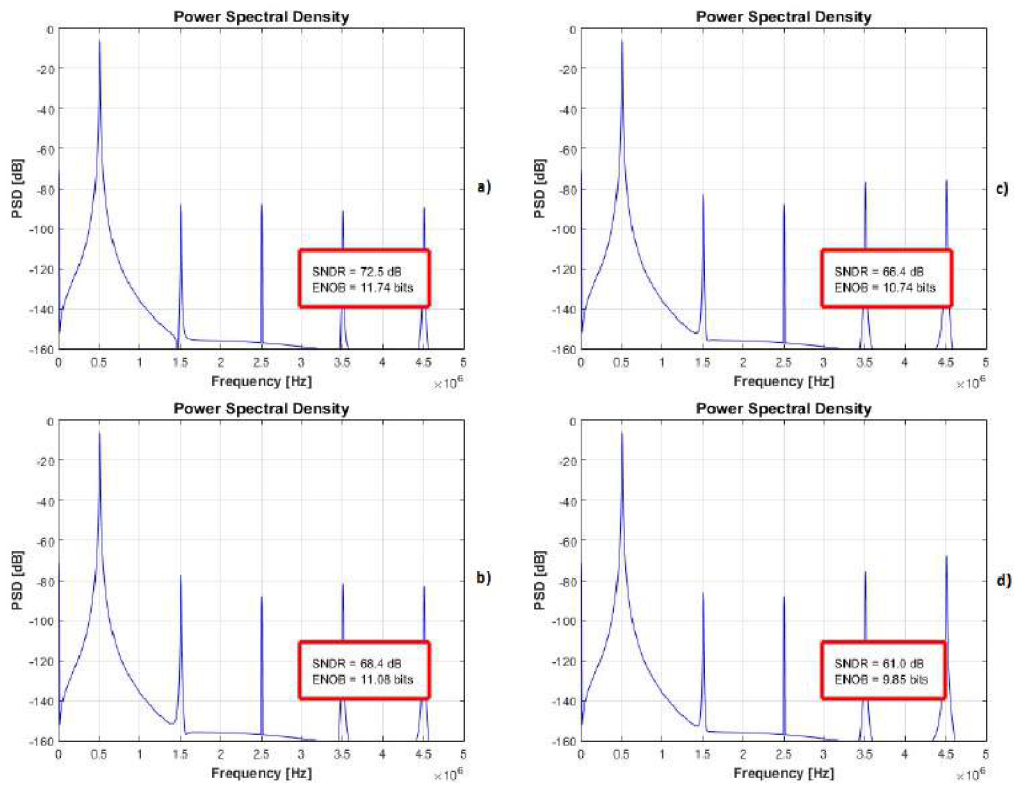 Power Spectral Density
0
-20
-40
-60
-80
-100
-120
-140
-160
PSD [dB]
SNDR = 72.5 dB
ENOB = 11.74 bits
0 0.5 1 1.5 2 2.5 3 3.5 4 4.5 5
Frequency [Hz]
×10⁶
a)
Power Spectral Density
0
-20
-40
-60
-80
-100
-120
-140
-160
PSD [dB]
SNDR = 66.4 dB
ENOB = 10.74 bits
0 0.5 1 1.5 2 2.5 3 3.5 4 4.5 5
Frequency [Hz]
×10⁶
c)
Power Spectral Density
0
-20
-40
-60
-80
-100
-120
-140
-160
PSD [dB]
SNDR = 68.4 dB
ENOB = 11.08 bits
0 0.5 1 1.5 2 2.5 3 3.5 4 4.5 5
Frequency [Hz]
×10⁶
b)
Power Spectral Density
0
-20
-40
-60
-80
-100
-120
-140
-160
PSD [dB]
SNDR = 61.0 dB
ENOB = 9.85 bits
0 0.5 1 1.5 2 2.5 3 3.5 4 4.5 5
Frequency [Hz]
×10⁶
d)